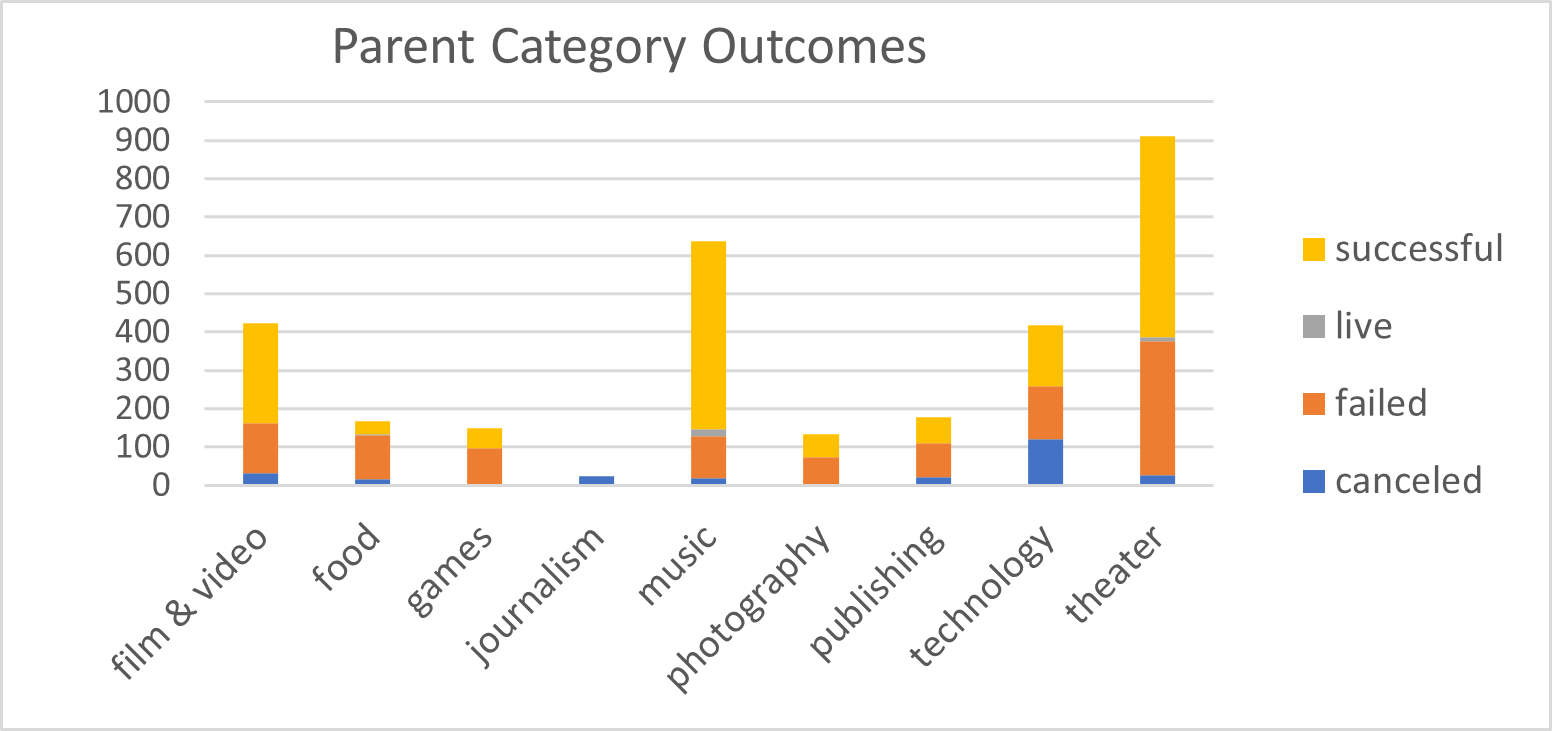 Parent Category Outcomes
1000
900
800
700
600
500
400
300
200
100
0
film & video
food
games
journalism
music
photography
publishing
technology
theater
successful
live
failed
canceled